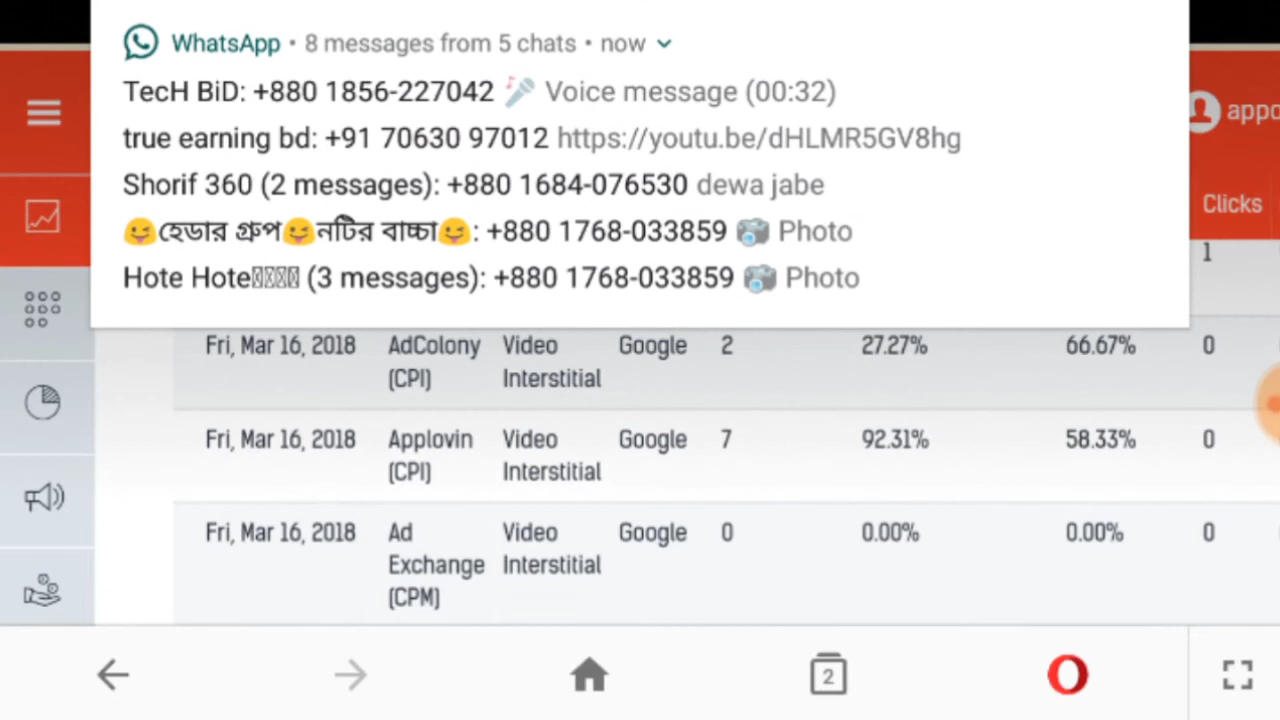 WhatsApp • 8 messages from 5 chats • now
TecH BiD: +880 1856-227042 🎤 Voice message (00:32)
true earning bd: +91 70630 97012 https://youtu.be/dHLMR5GV8hg
Shorif 360 (2 messages): +880 1684-076530 dewa jabe
😜হেডার গ্রুপ😜নটির বাচ্চা😜: +880 1768-033859 📷 Photo
Hote Hote (3 messages): +880 1768-033859 📷 Photo
Clicks
1
Fri, Mar 16, 2018 AdColony Video Google 2 27.27% 66.67% 0
(CPI) Interstitial
Fri, Mar 16, 2018 Applovin Video Google 7 92.31% 58.33% 0
(CPI) Interstitial
Fri, Mar 16, 2018 Ad Video Google 0 0.00% 0.00% 0
Exchange Interstitial
(CPM)
2